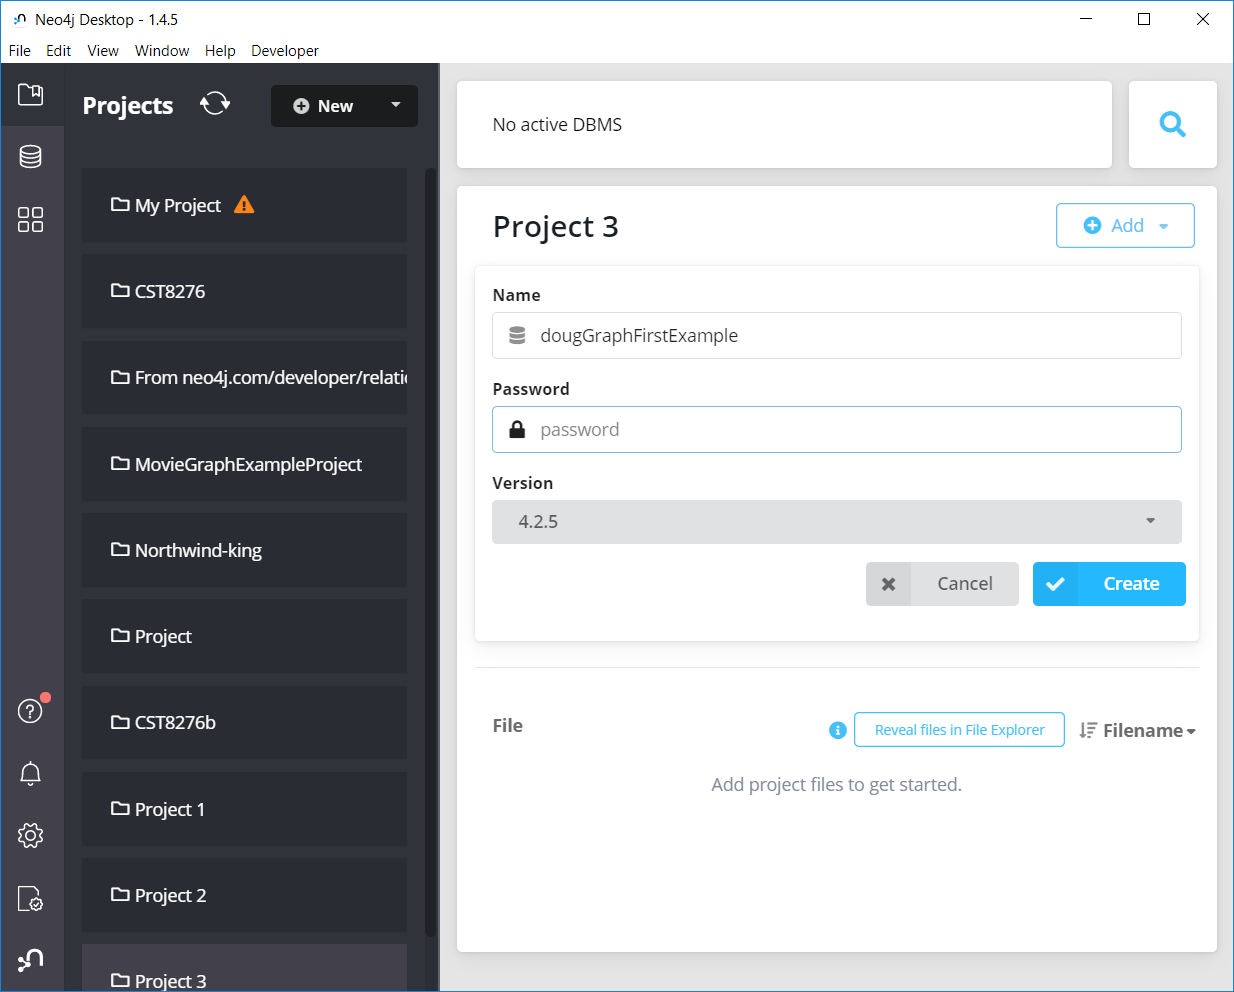 Neo4j Desktop - 1.4.5
File Edit View Window Help Developer
Projects
New
My Project
CST8276
From neo4j.com/developer/relatio
MovieGraphExampleProject
Northwind-king
Project
CST8276b
Project 1
Project 2
Project 3
No active DBMS
Project 3
Add
Name
dougGraphFirstExample
Password
password
Version
4.2.5
Cancel
Create
File
Reveal files in File Explorer
Filename
Add project files to get started.